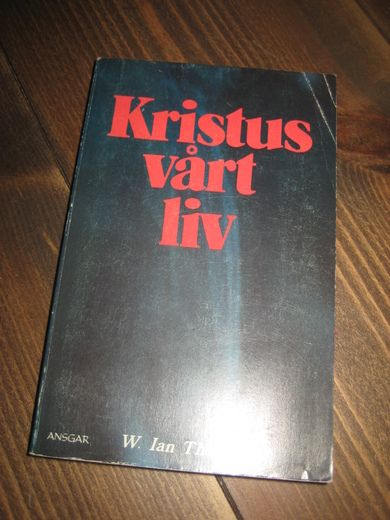 Kristus
vårt
liv
ANSGAR
W. Ian